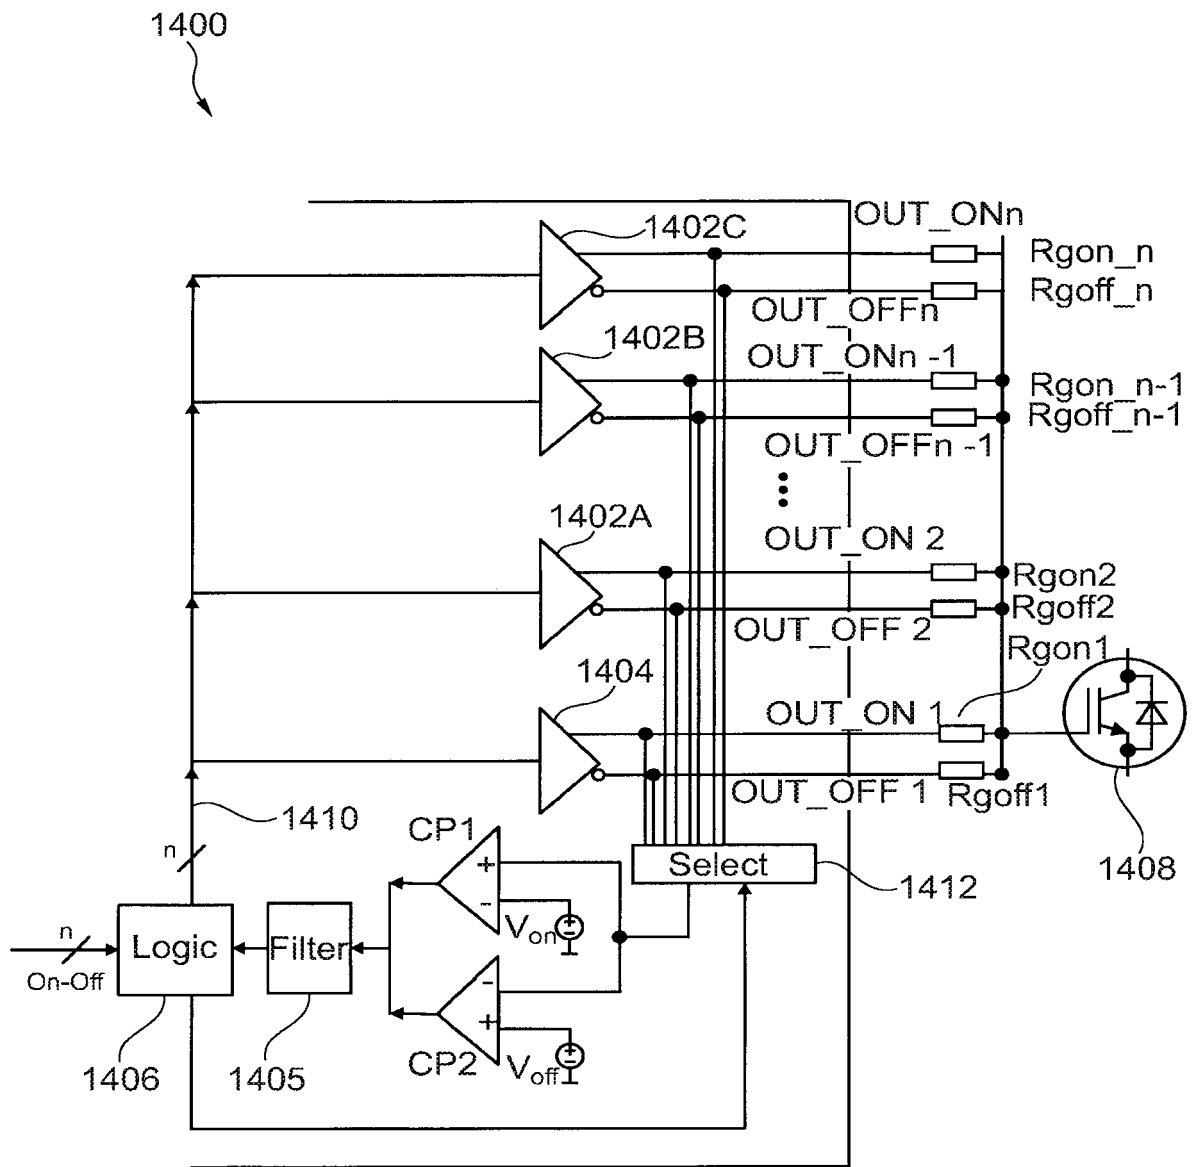 1400
OUT_ONn
1402C
Rgon_n
Rgoff_n
OUT_OFFn
1402B
OUT_ONn -1
Rgon_n-1
Rgoff_n-1
OUT_OFFn -1
1402A
OUT_ON 2
Rgon2
Rgoff2
OUT_OFF 2
Rgon1
1404
OUT_ON 1
OUT_OFF 1
Rgoff1
1410
CP1
n
+
-
Select
1412
1408
Von
+
-
n
Logic
Filter
On-Off
-
+
CP2
Voff
+
-
1406
1405